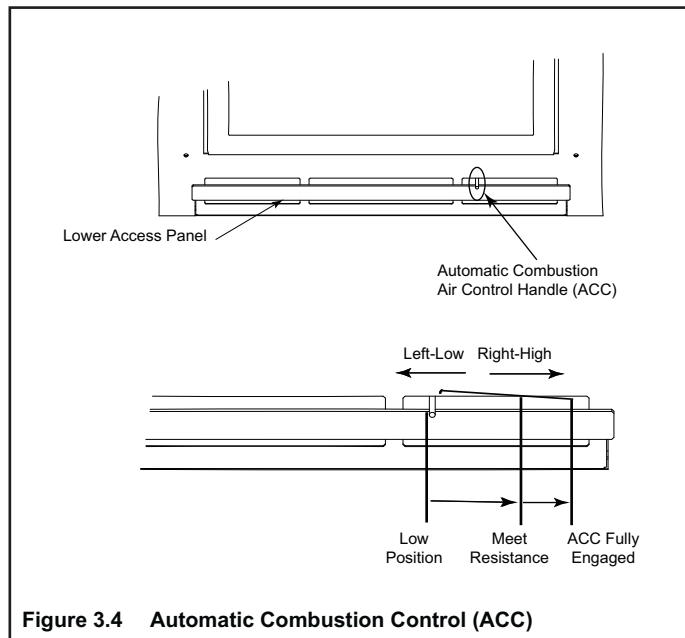 Lower Access Panel
Automatic Combustion
Air Control Handle (ACC)
Left-Low Right-High
Low
Position
Meet
Resistance
ACC Fully
Engaged
Figure 3.4 Automatic Combustion Control (ACC)